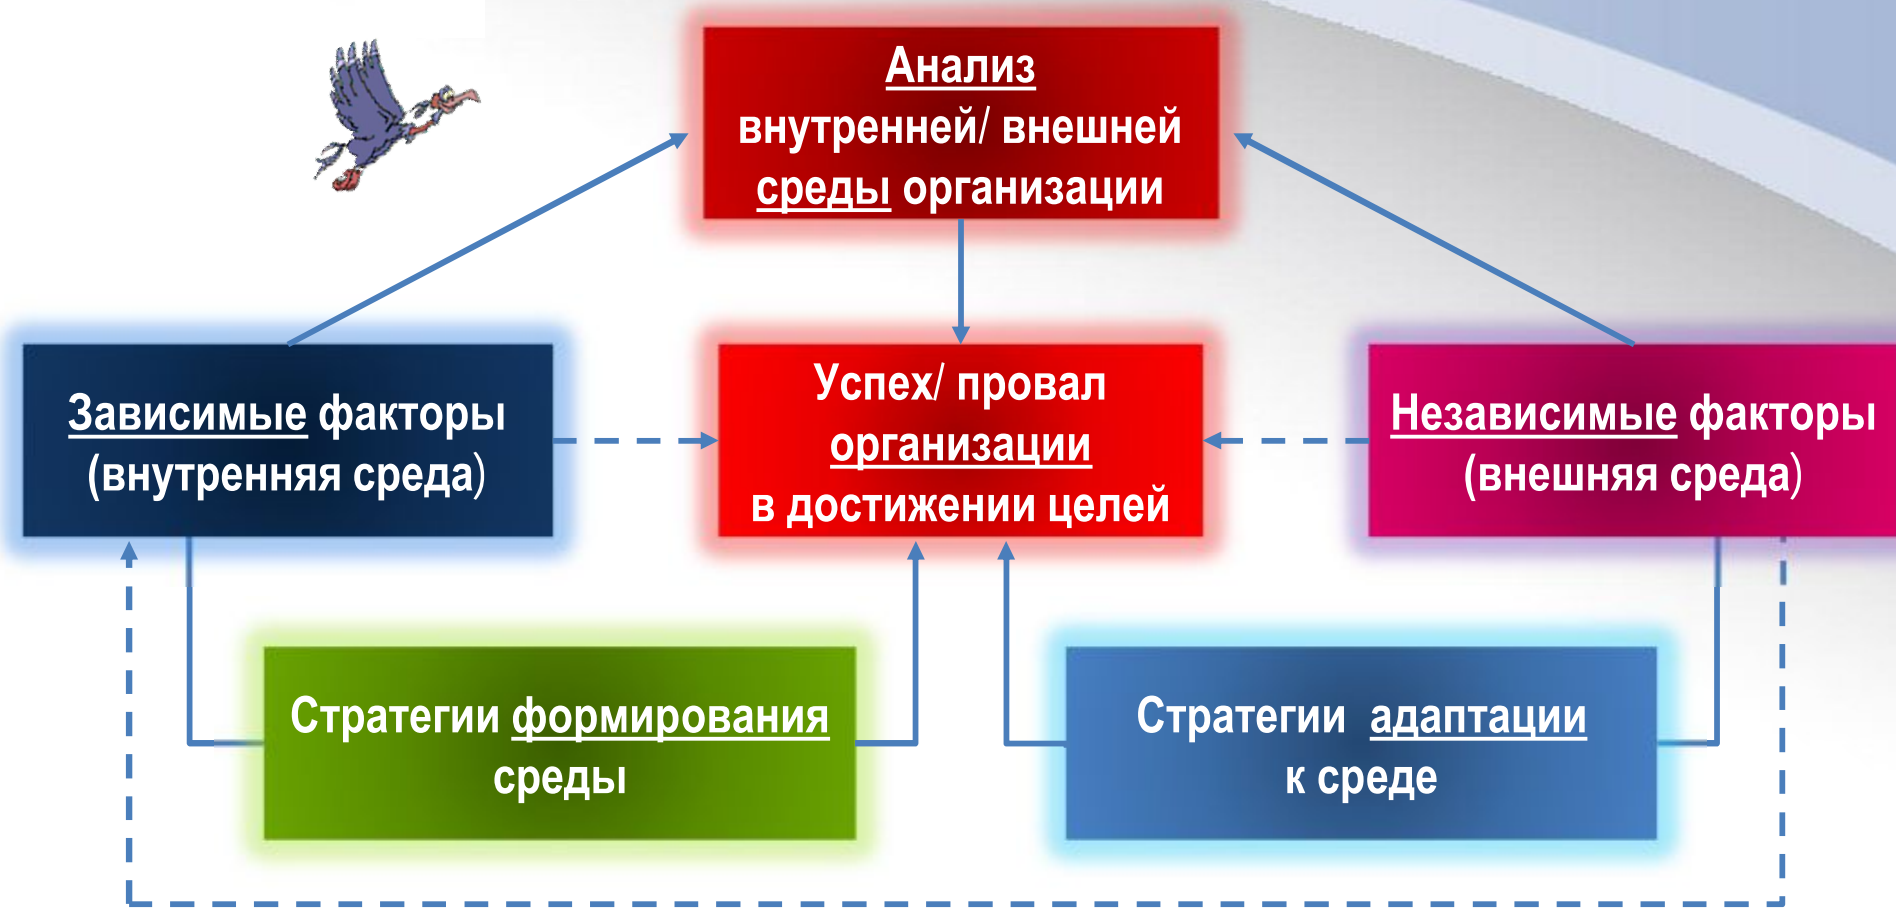 Анализ
внутренней/ внешней
среды организации
Зависимые факторы
(внутренняя среда)
Успех/ провал
организации
в достижении целей
Независимые факторы
(внешняя среда)
Стратегии формирования
среды
Стратегии адаптации
к среде